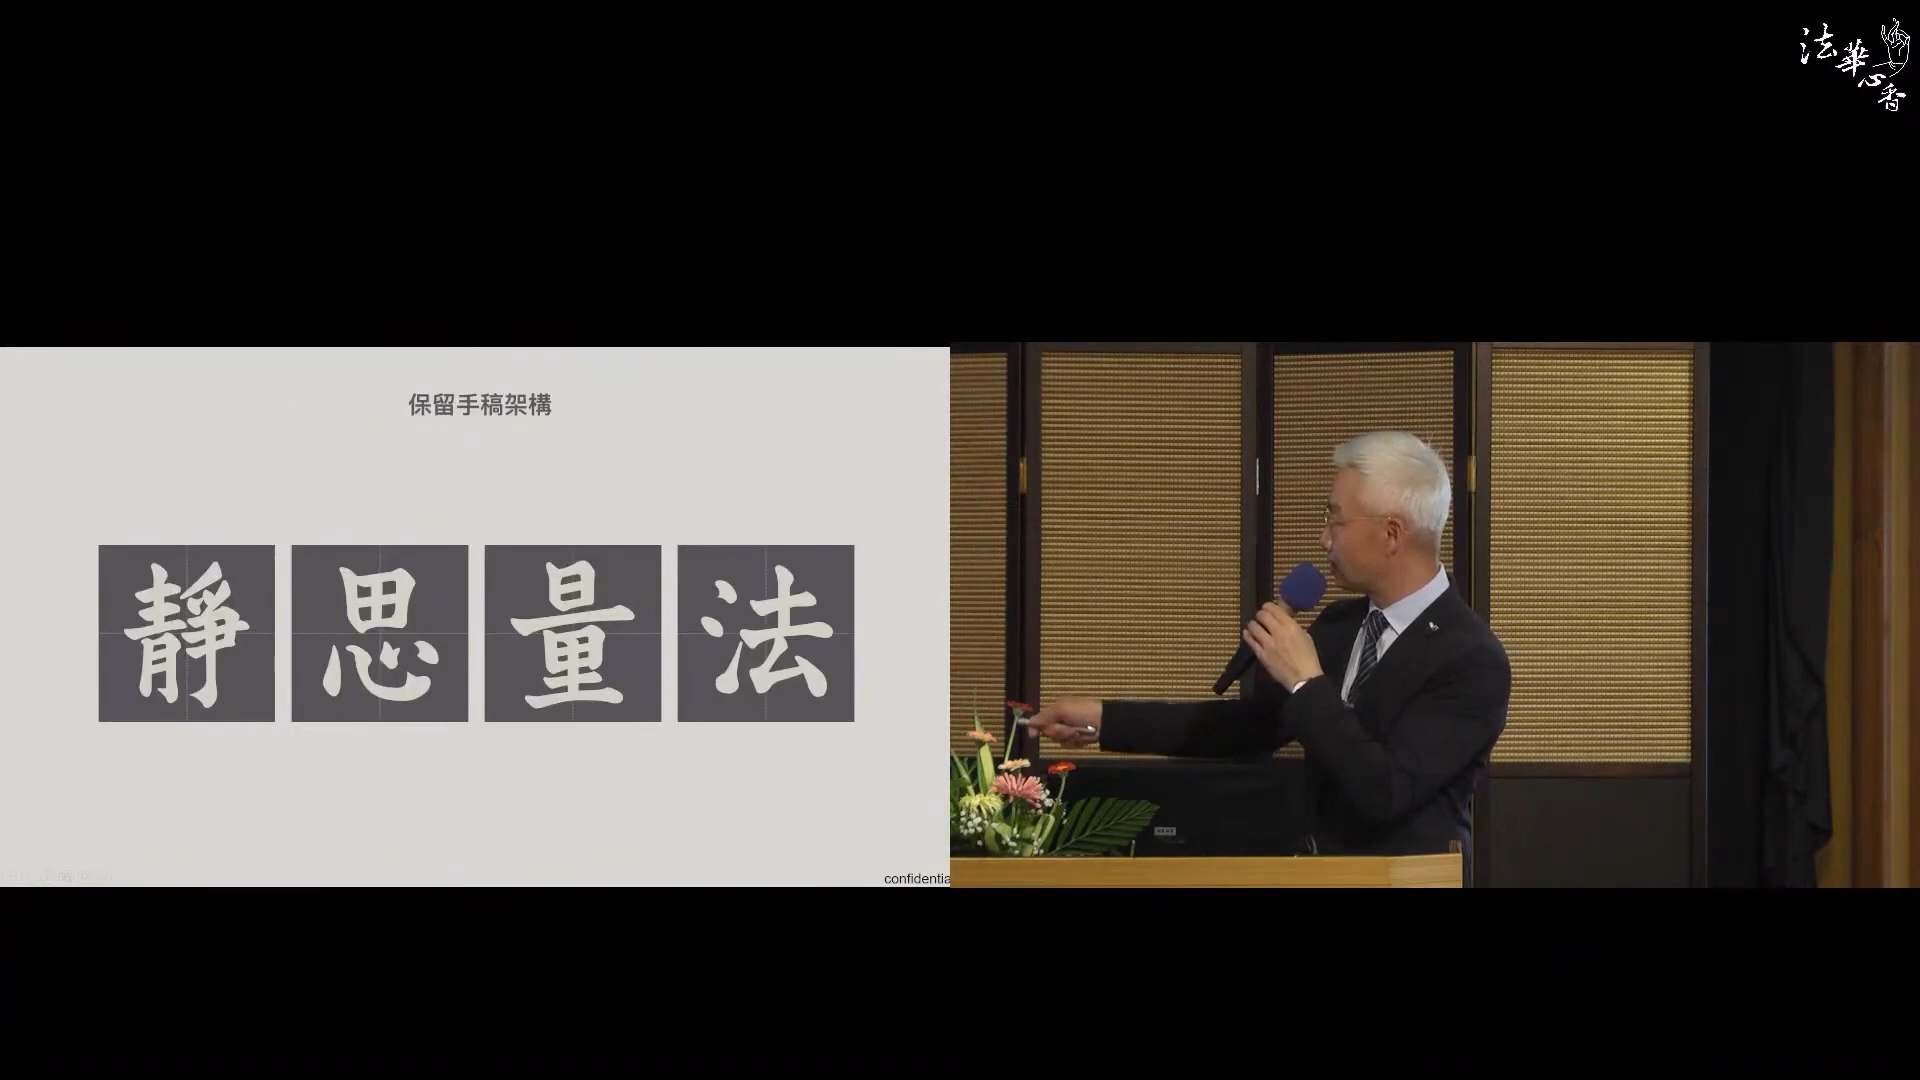 法華心香
保留手稿架構
靜思量法
confidentia